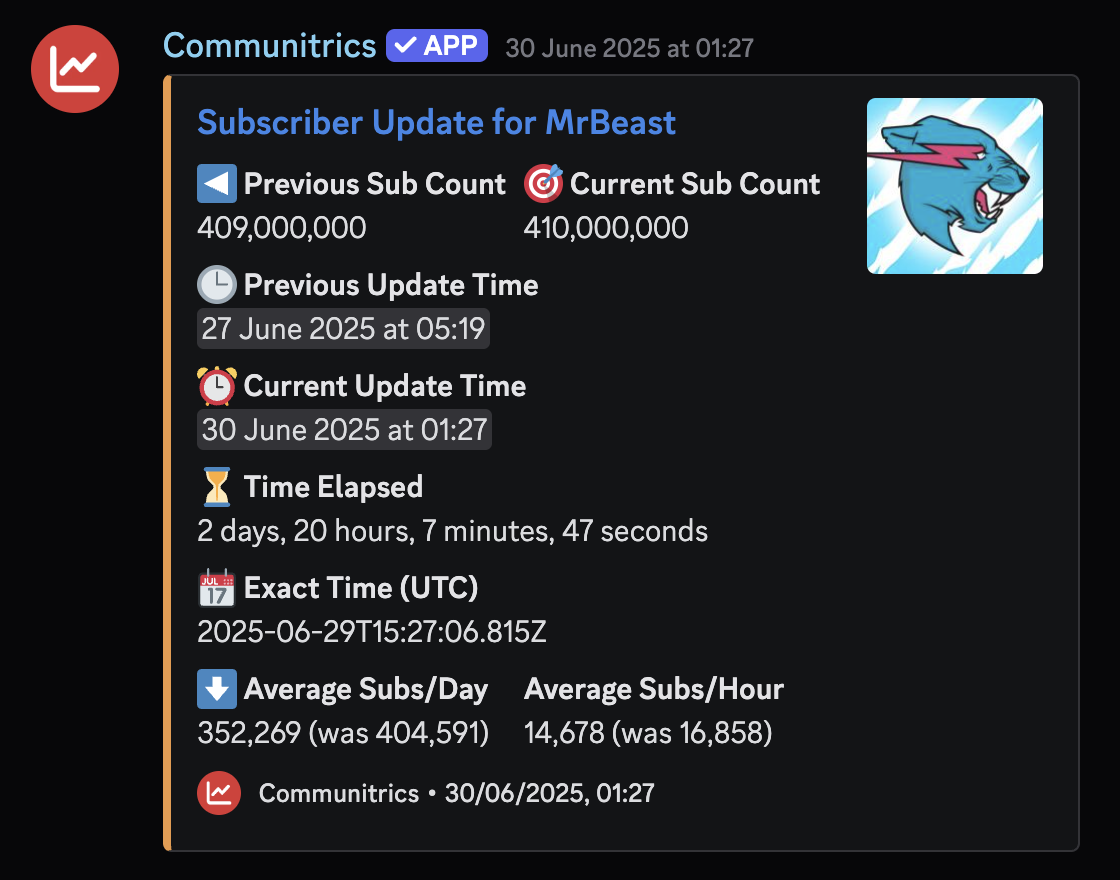 Communitrics APP 30 June 2025 at 01:27
Subscriber Update for MrBeast
Previous Sub Count Current Sub Count
409,000,000 410,000,000
Previous Update Time
27 June 2025 at 05:19
Current Update Time
30 June 2025 at 01:27
Time Elapsed
2 days, 20 hours, 7 minutes, 47 seconds
JUL 17 Exact Time (UTC)
2025-06-29T15:27:06.815Z
Average Subs/Day Average Subs/Hour
352,269 (was 404,591) 14,678 (was 16,858)
Communitrics • 30/06/2025, 01:27